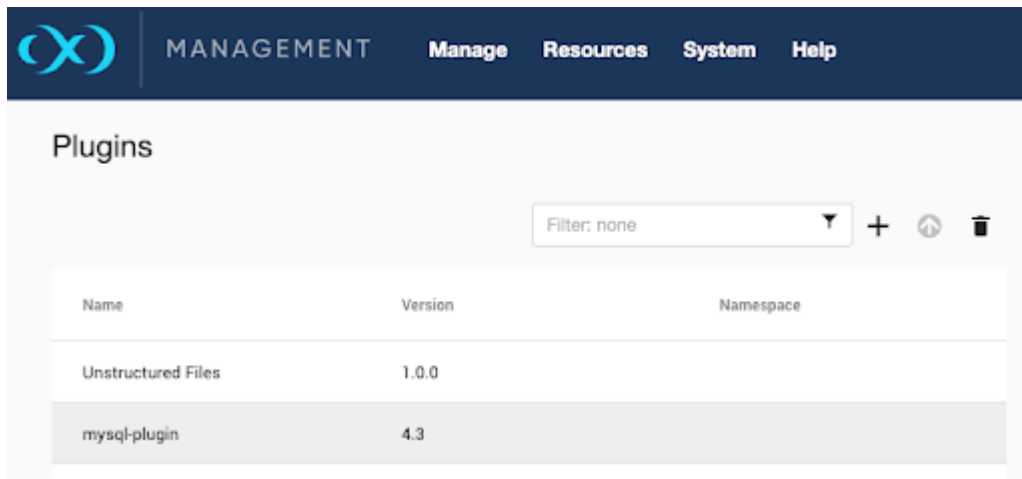 MANAGEMENT Manage Resources System Help
Plugins
Filter: none
Name Version Namespace
Unstructured Files 1.0.0
mysql-plugin 4.3